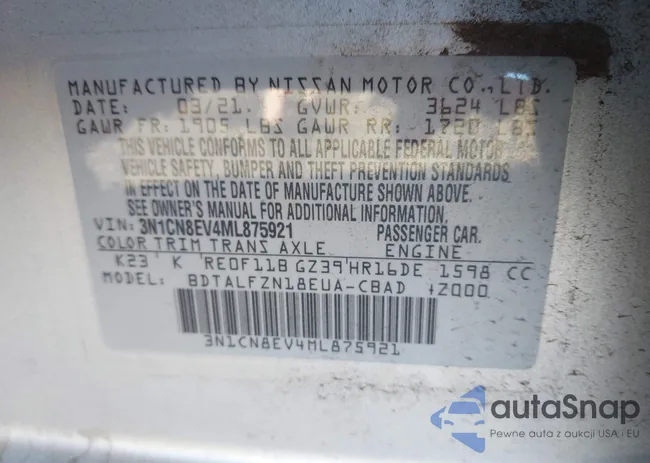 MANUFACTURED BY NISSAN MOTOR CO., LTD.
DATE: 03/21. GVWR: 3624 LBS
GAWR FR: 1905 LBS GAWR RR: 1720 LBS
THIS VEHICLE CONFORMS TO ALL APPLICABLE FEDERAL MOTOR
VEHICLE SAFETY, BUMPER AND THEFT PREVENTION STANDARDS
IN EFFECT ON THE DATE OF MANUFACTURE SHOWN ABOVE.
SEE OWNER'S MANUAL FOR ADDITIONAL INFORMATION.
VIN: 3N1CN8EV4ML875921 PASSENGER CAR.
COLOR TRIM TRANS AXLE ENGINE
K23' K 'RE0F11B GZ39'HR16DE 1598 CC
MODEL: BDTALFZN18EUA-CBAD
3N1CN8EV4ML875921
autoSnap
Pewne auta z aukcji USA i EU